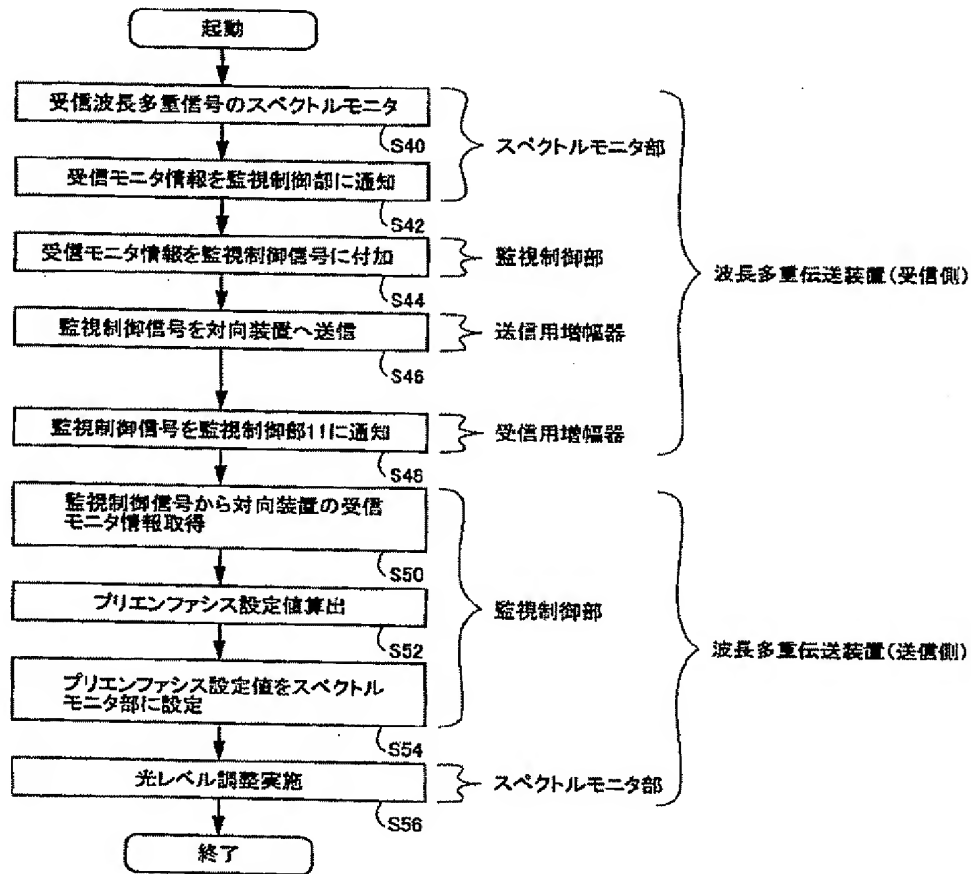 起動
受信波長多重信号のスペクトルモニタ
S40
スペクトルモニタ部
受信モニタ情報を監視制御部に通知
S42
受信モニタ情報を監視制御信号に付加
監視制御部
S44
波長多重伝送装置(受信側)
監視制御信号を対向装置へ送信
送信用増幅器
S46
監視制御信号を監視制御部11に通知
受信用増幅器
S48
監視制御信号から対向装置の受信
モニタ情報取得
S50
プリエンファシス設定値算出
監視制御部
S52
波長多重伝送装置(送信側)
プリエンファシス設定値をスペクトル
モニタ部に設定
S54
光レベル調整実施
スペクトルモニタ部
S56
終了